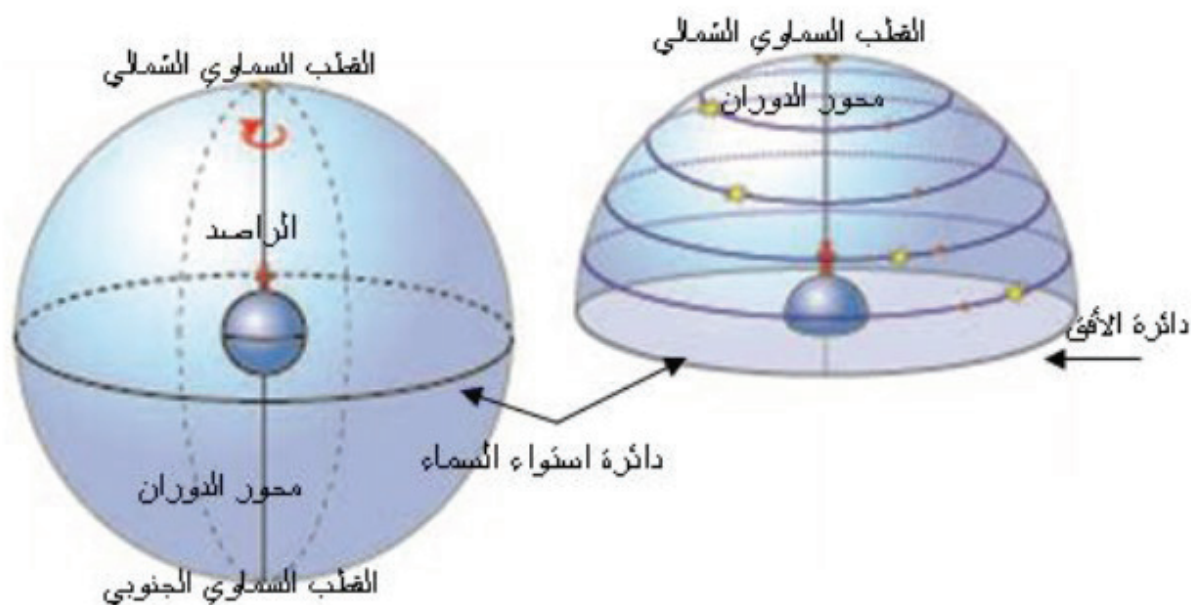 القطب السماوي الشمالي
القطب السماوي الشمالي
محور الدوران
الراصد
دائرة الأفق
دائرة استواء السماء
محور الدوران
القطب السماوي الجنوبي